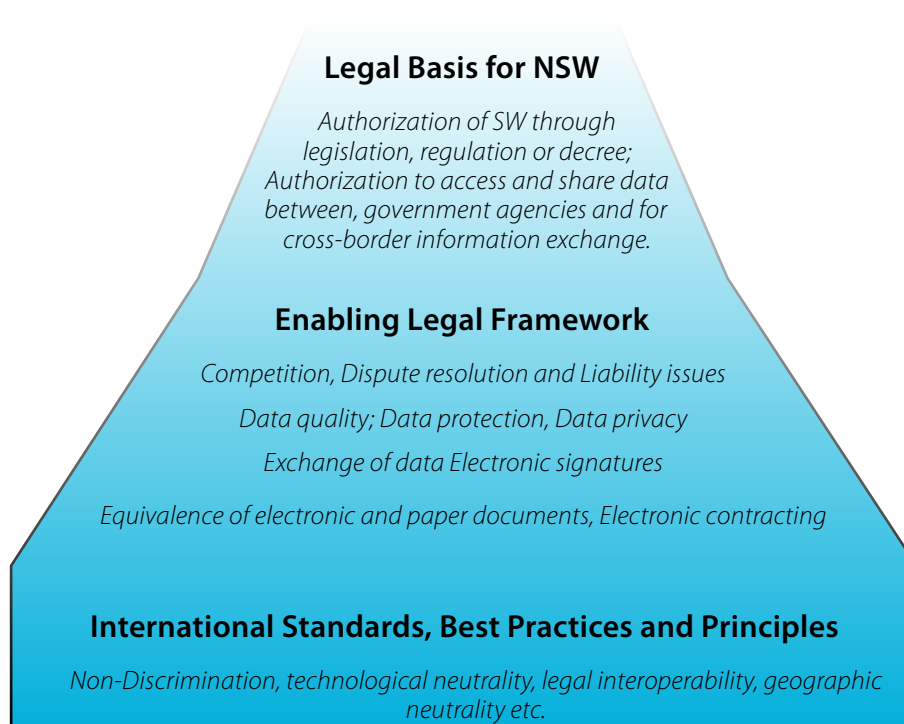 Legal Basis for NSW
Authorization of SW through
legislation, regulation or decree;
Authorization to access and share data
between, government agencies and for
cross-border information exchange.
Enabling Legal Framework
Competition, Dispute resolution and Liability issues
Data quality; Data protection, Data privacy
Exchange of data Electronic signatures
Equivalence of electronic and paper documents, Electronic contracting
International Standards, Best Practices and Principles
Non-Discrimination, technological neutrality, legal interoperability, geographic
neutrality etc.